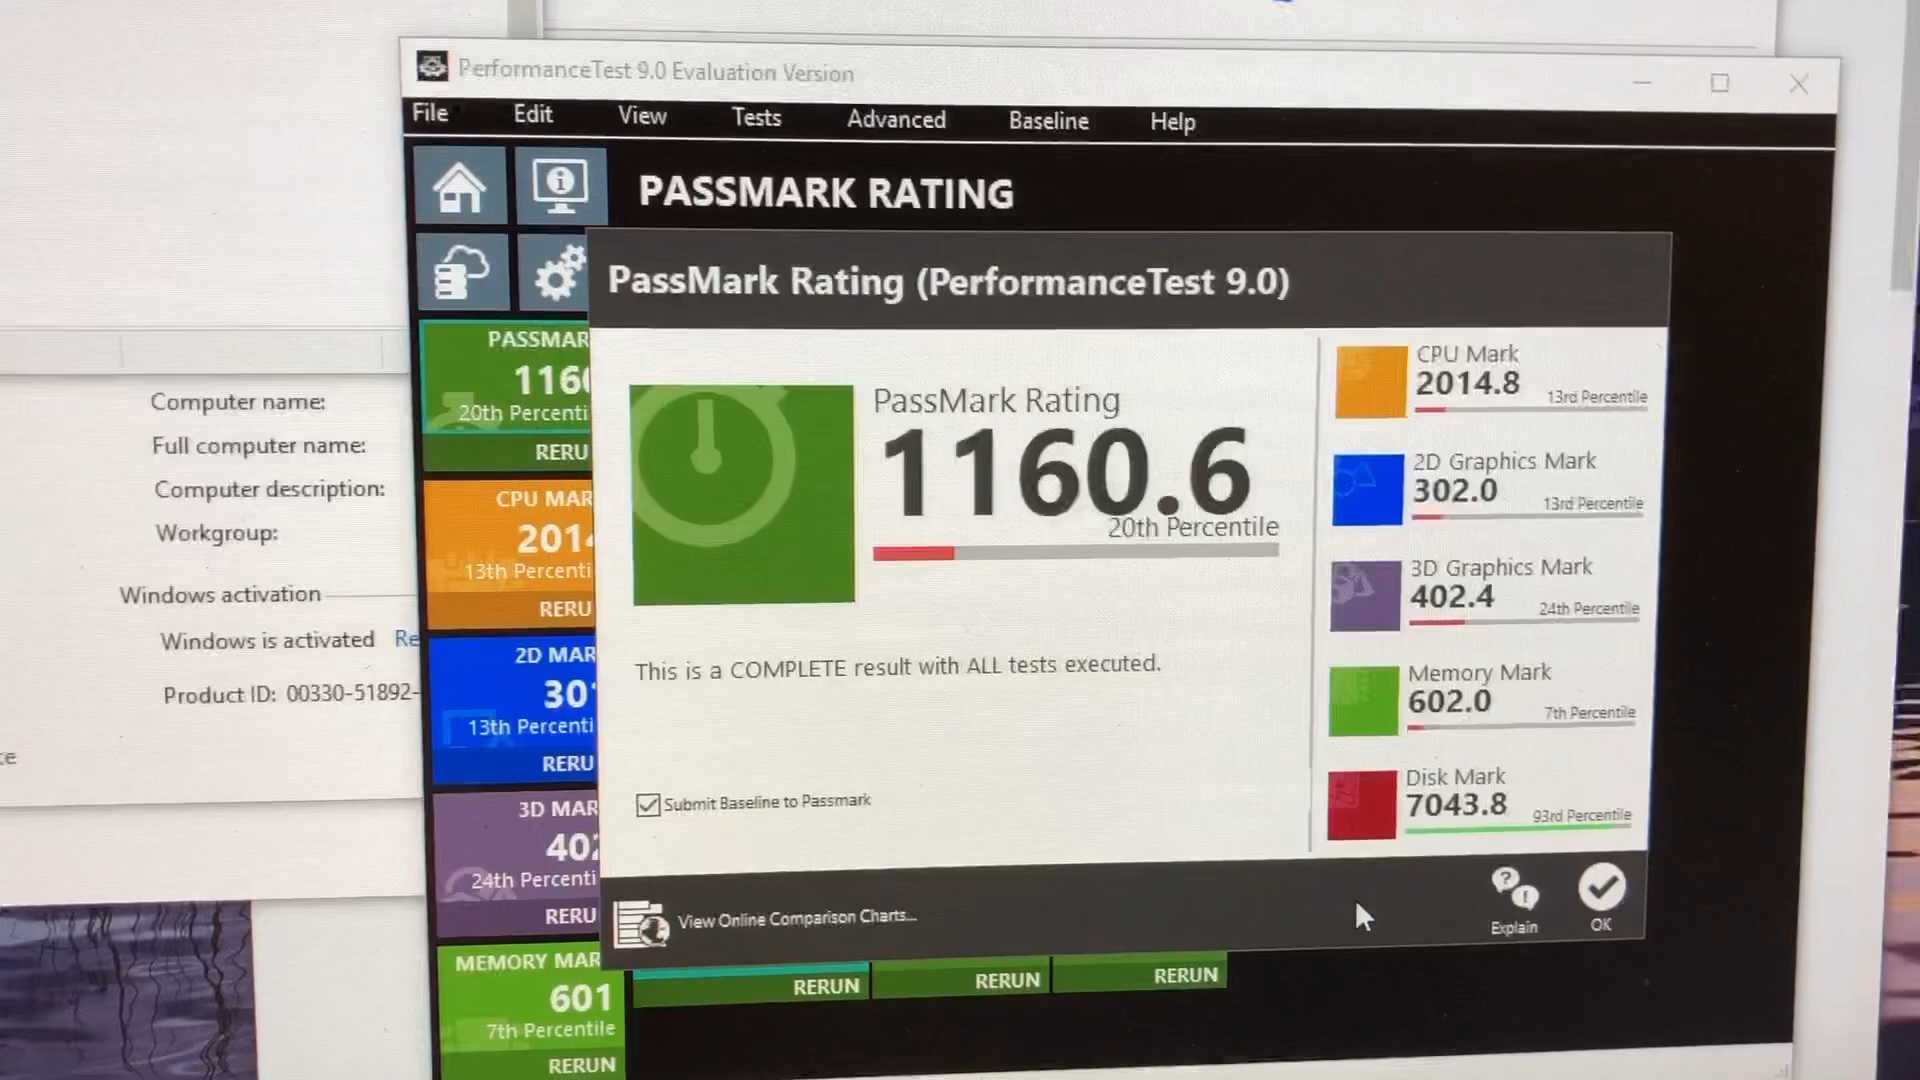 PerformanceTest 9.0 Evaluation Version
File
Edit
View
Tests
Advanced
Baseline
Help
PASSMARK RATING
PassMark Rating (PerformanceTest 9.0)
PASSMAR
116
20th Percenti
RERU
CPU MAR
201
13th Percenti
RERU
2D MAR
30
13th Percenti
RERU
3D MAR
40
24th Percenti
RERU
MEMORY MAR
601
7th Percentile
RERUN
PassMark Rating
1160.6
20th Percentile
This is a COMPLETE result with ALL tests executed.
Submit Baseline to Passmark
CPU Mark
2014.8
13rd Percentile
2D Graphics Mark
302.0
13rd Percentile
3D Graphics Mark
402.4
24th Percentile
Memory Mark
602.0
7th Percentile
Disk Mark
7043.8
93rd Percentile
View Online Comparison Charts...
Explain
OK
RERUN
RERUN
RERUN
Computer name:
Full computer name:
Computer description:
Workgroup:
Windows activation
Windows is activated Re
Product ID: 00330-51892-